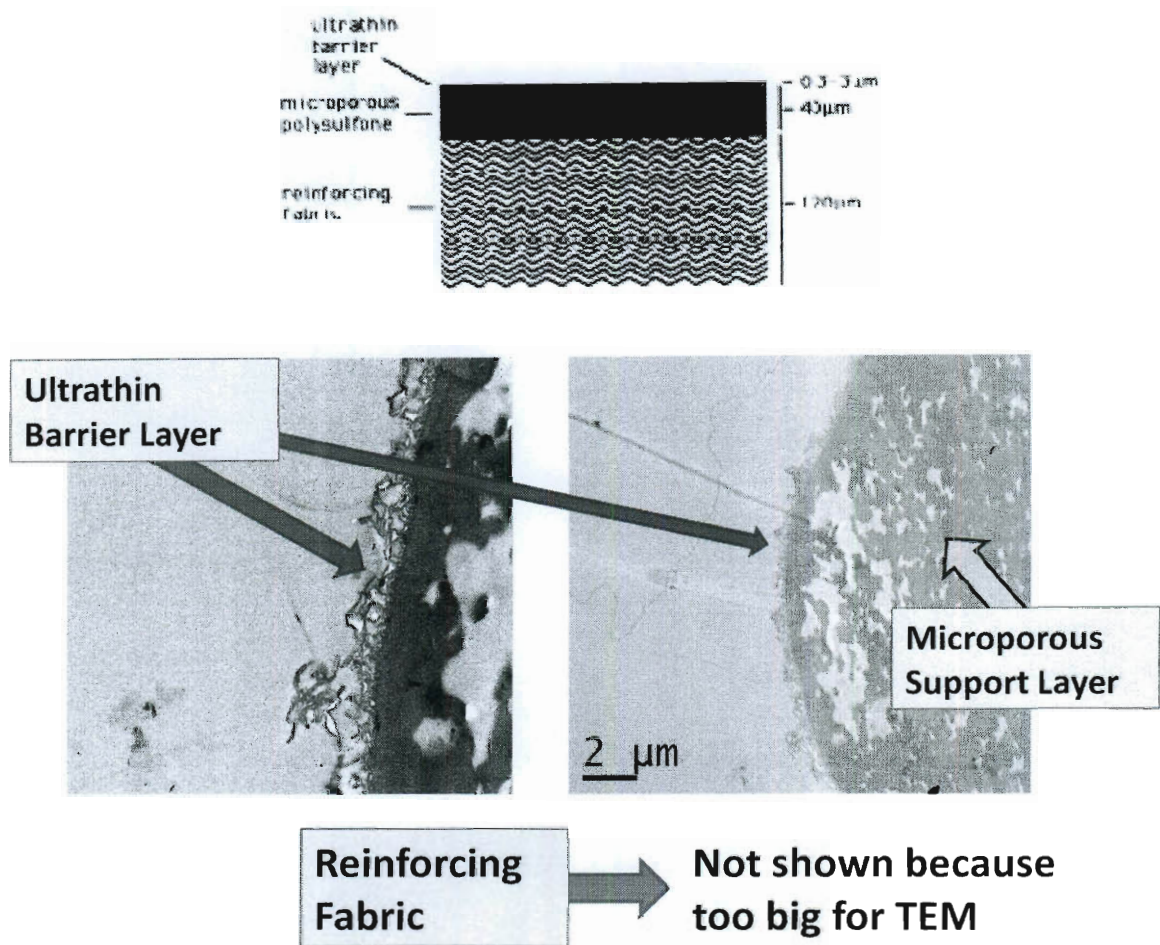 ultrathin
barrier
layer
microporous
polysulfone
reinforcing
fabric
40µm
120µm
Ultrathin
Barrier Layer
Microporous
Support Layer
2 µm
Reinforcing
Fabric
Not shown because
too big for TEM